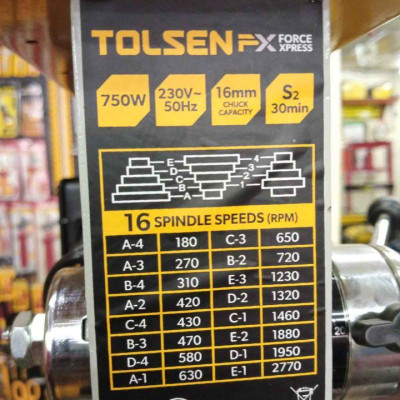 TOLSEN FX FORCE XPRESS
750W
230V~ 50Hz
16mm CHUCK CAPACITY
S2 30min
E
D
C
B
A
4
3
2
1
16 SPINDLE SPEEDS (RPM)
A-4 180 C-3 650
A-3 270 B-2 720
B-4 310 E-3 1230
A-2 420 D-2 1320
C-4 430 C-1 1460
B-3 470 E-2 1880
D-4 580 D-1 1950
A-1 630 E-1 2770
20